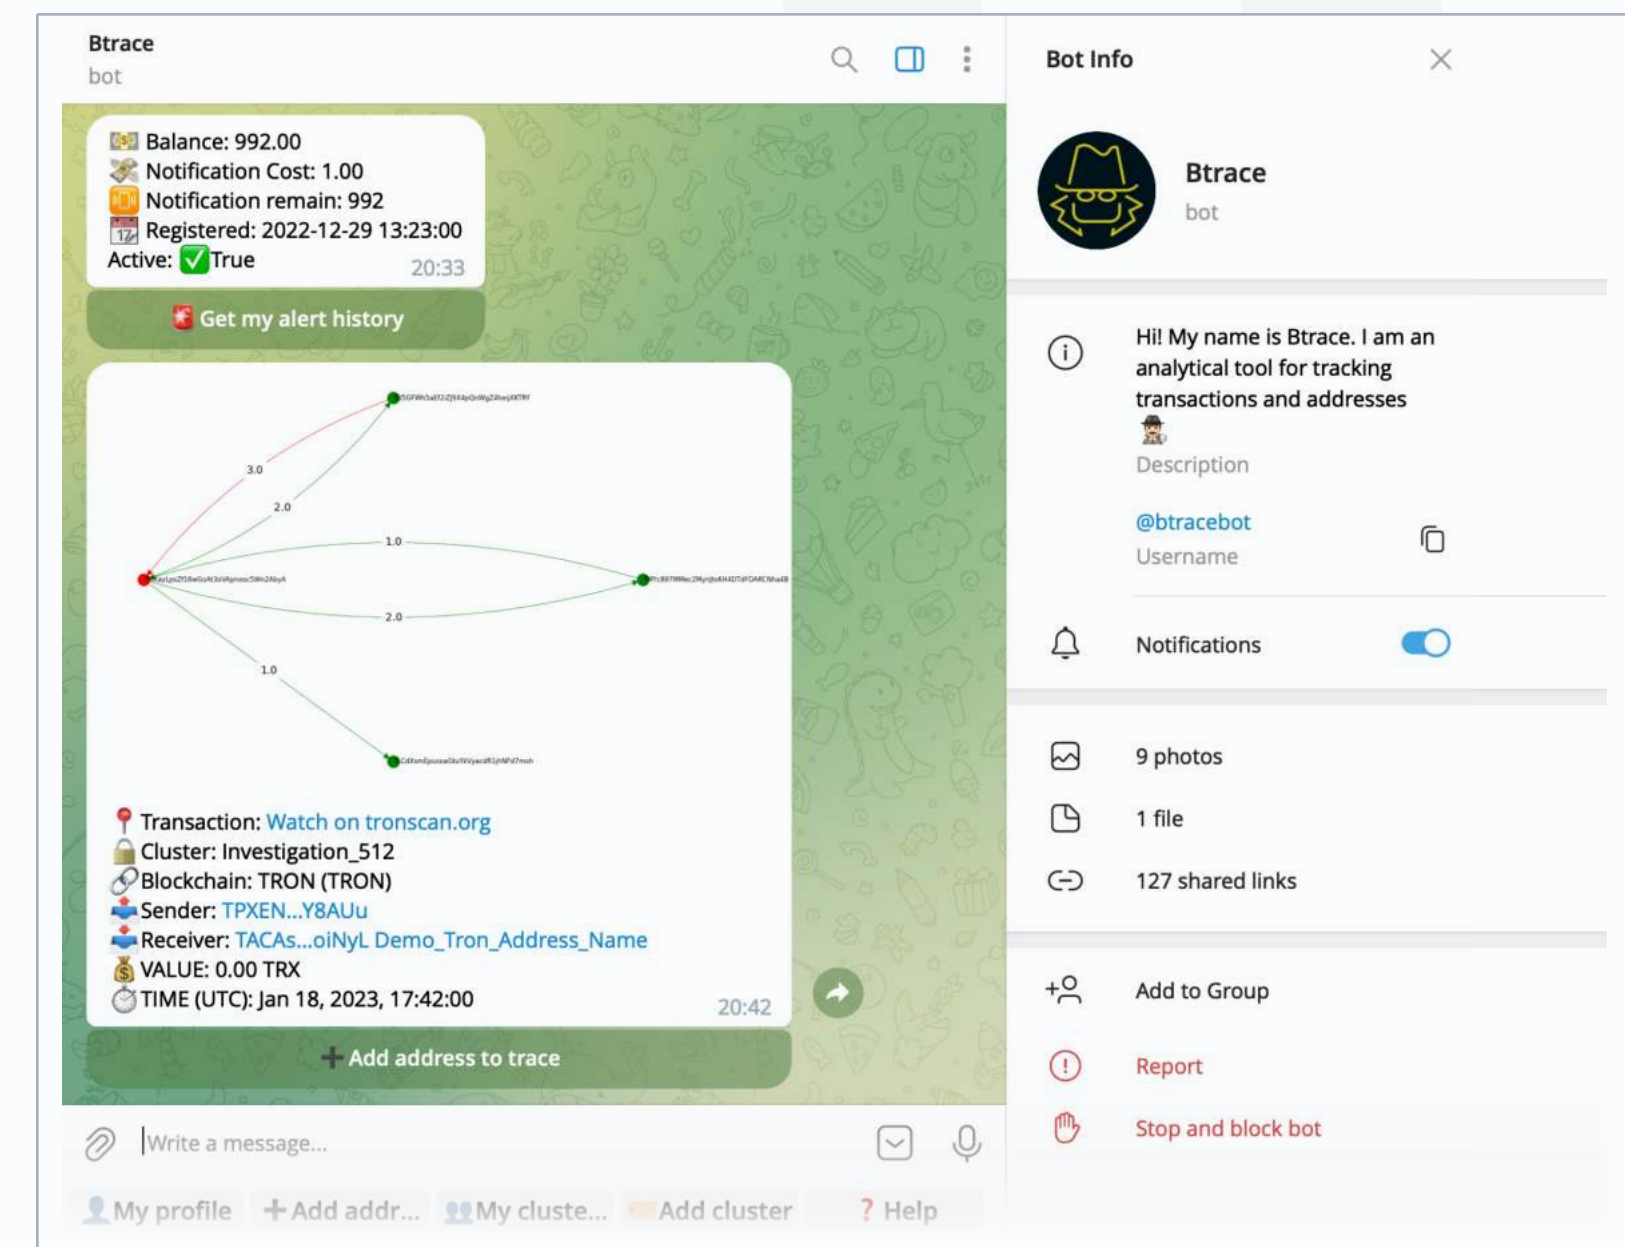 Btrace
bot
Balance: 992.00
Notification Cost: 1.00
Notification remain: 992
Registered: 2022-12-29 13:23:00
Active: True
20:33
Get my alert history
3.0
2.0
1.0
2.0
1.0
Transaction: Watch on tronscan.org
Cluster: Investigation_512
Blockchain: TRON (TRON)
Sender: TPXEN...Y8AUu
Receiver: TACAs...oiNyL Demo_Tron_Address_Name
VALUE: 0.00 TRX
TIME (UTC): Jan 18, 2023, 17:42:00
20:42
Add address to trace
Write a message...
My profile
Add addr...
My cluste...
Add cluster
Help
Bot Info
Btrace
bot
Hi! My name is Btrace. I am an
analytical tool for tracking
transactions and addresses
Description
@btracebot
Username
Notifications
9 photos
1 file
127 shared links
Add to Group
Report
Stop and block bot